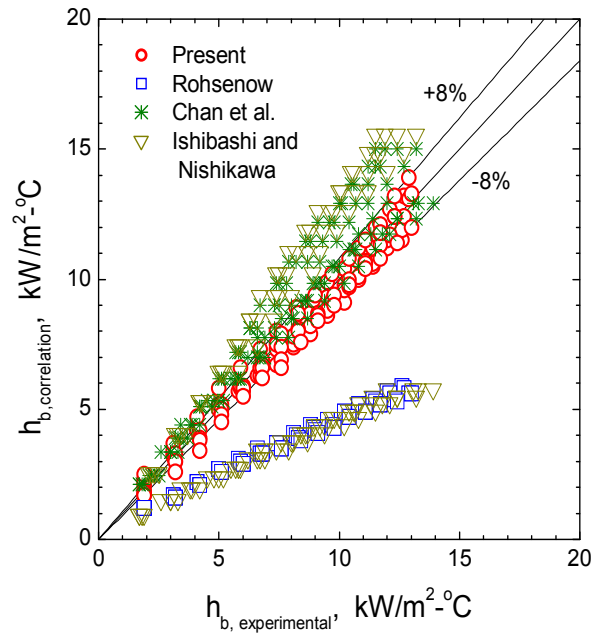 20
15
10
5
0
0
5
10
15
20
h_b,correlation, kW/m²-°C
h_b, experimental, kW/m²-°C
Present
Rohsenow
Chan et al.
Ishibashi and
Nishikawa
+8%
-8%